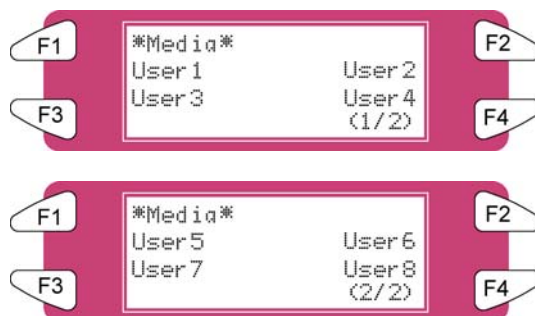 F1
*Media*
F2
User1 User2
User3 User4
F3
(1/2)
F4
F1
*Media*
F2
User5 User6
User7 User8
F3
(2/2)
F4